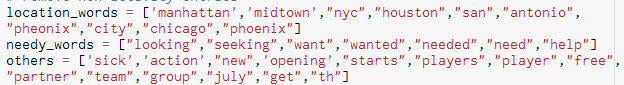 location_words = ['manhattan','midtown',"nyc","houston","san","antonio",
"pheonix","city","chicago","phoenix"]
needy_words = ["looking","seeking","want","wanted","needed","need","help"]
others = ['sick','action',"new",'opening',"starts","players","player","free",
"partner","team","group","july","get","th"]